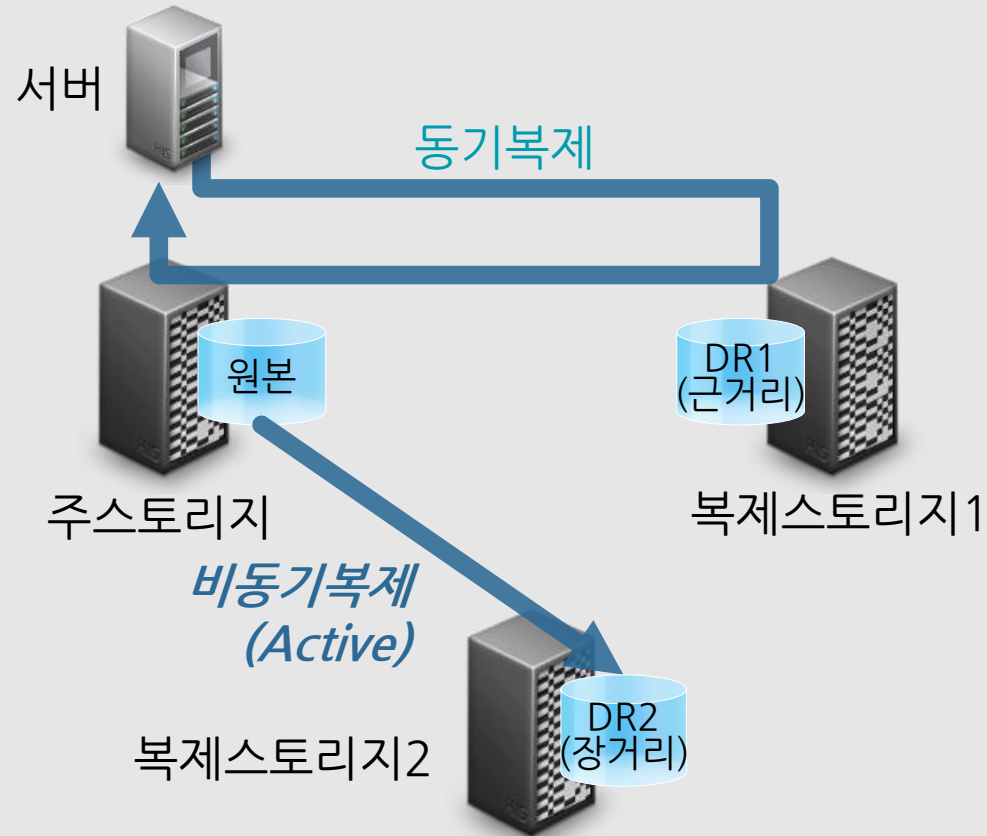 서버
동기복제
원본
DR1
(근거리)
주스토리지
복제스토리지1
비동기복제
(Active)
DR2
(장거리)
복제스토리지2